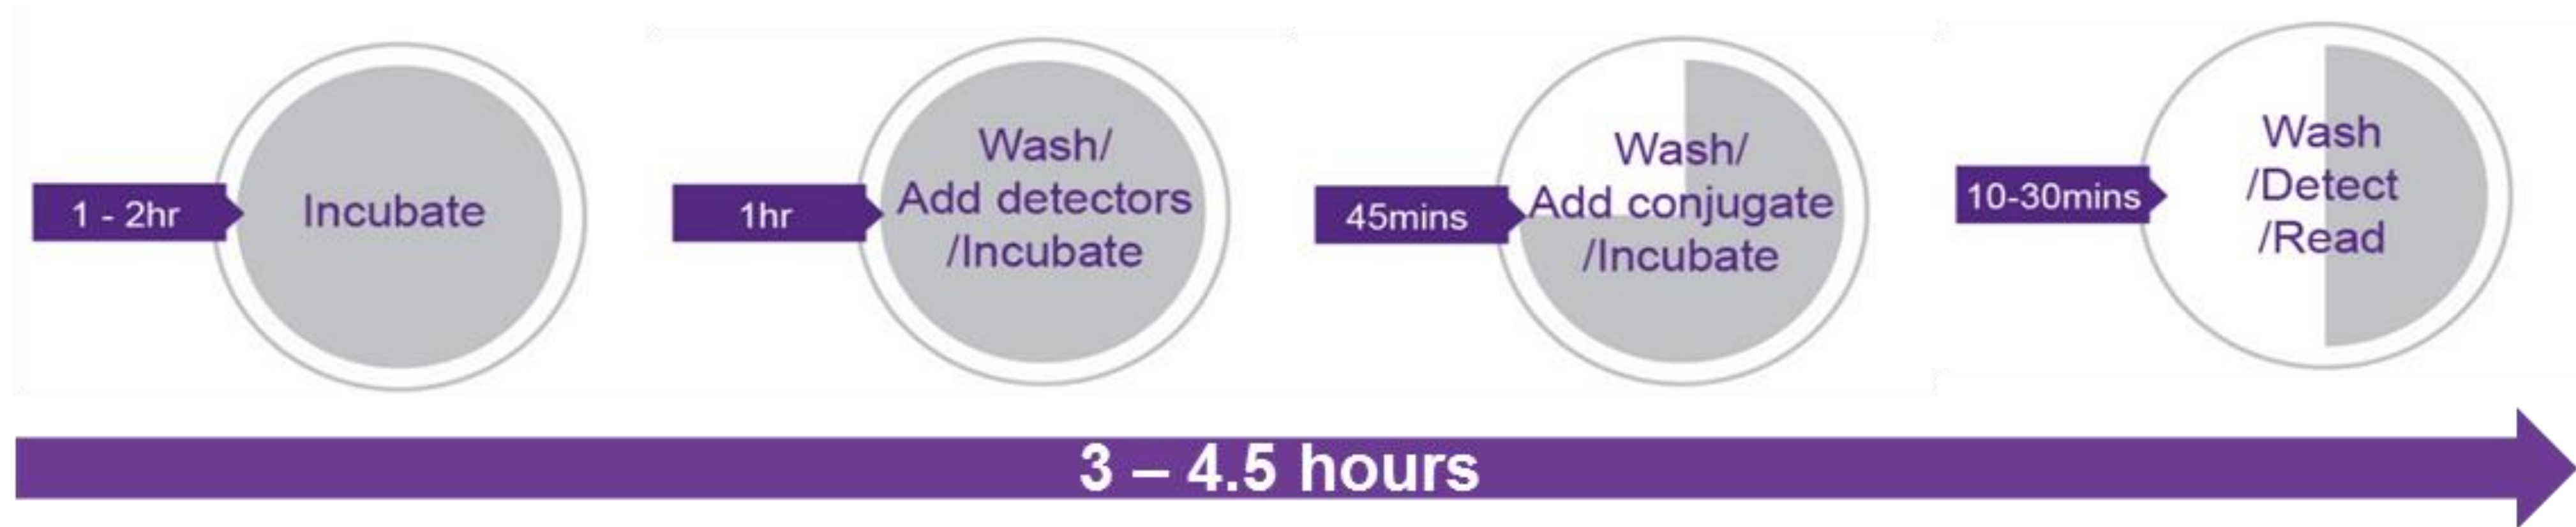 1 - 2hr
Incubate
1hr
Wash/
Add detectors
/Incubate
45mins
Wash/
Add conjugate
/Incubate
10-30mins
Wash
/Detect
/Read
3 – 4.5 hours